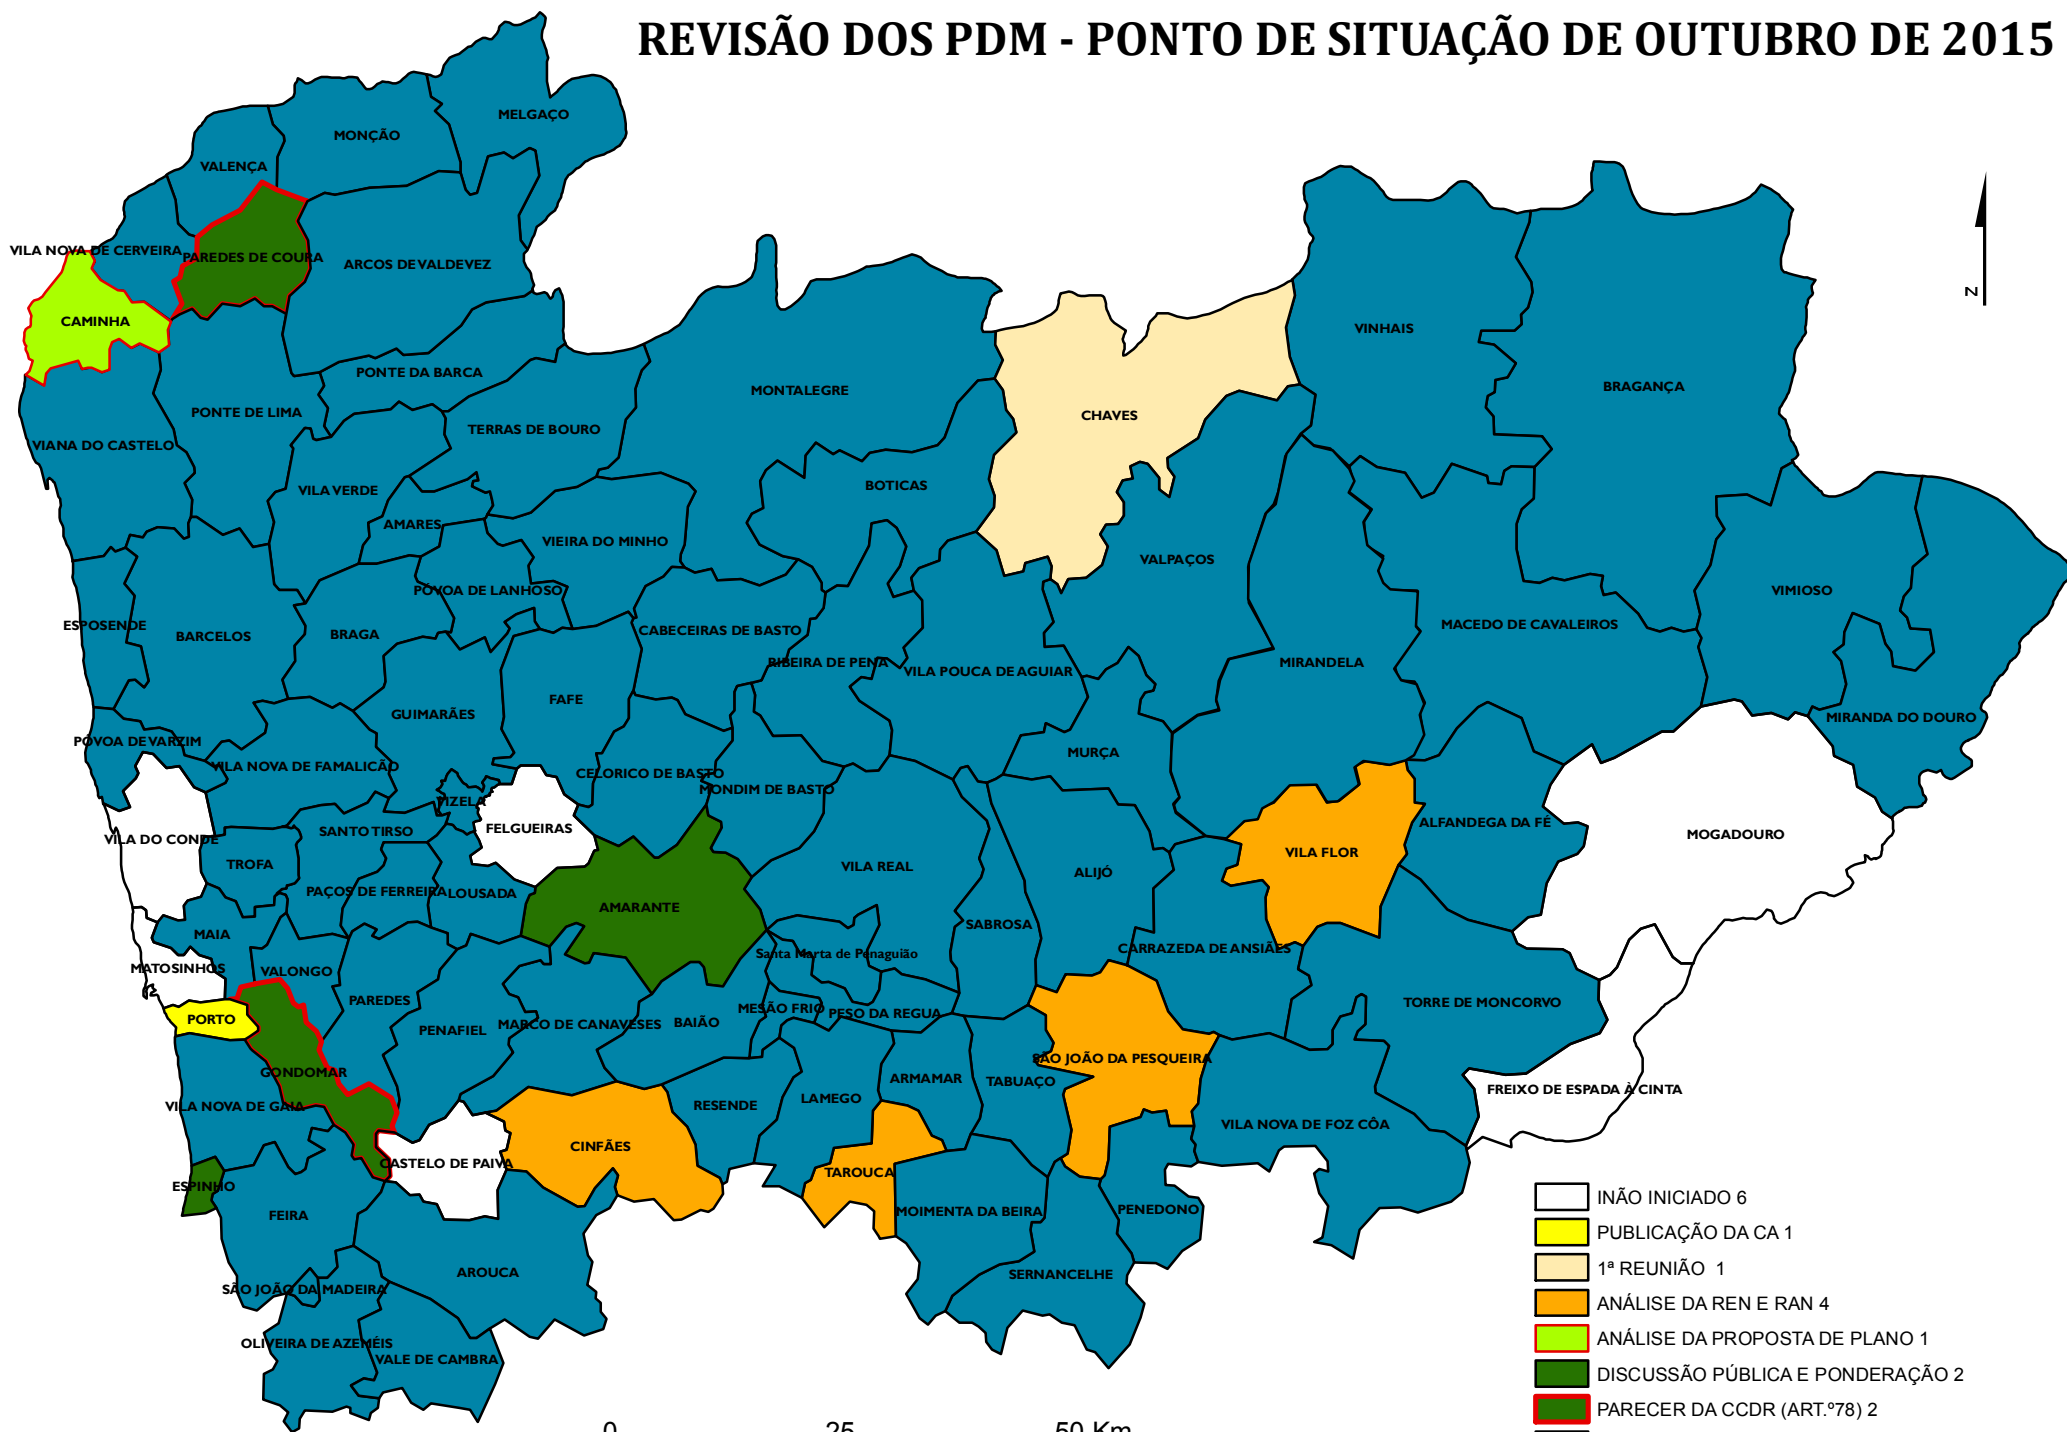 REVISÃO DOS PDM - PONTO DE SITUAÇÃO DE OUTUBRO DE 2015
MELGAÇO
MONÇÃO
VALENÇA
VILA NOVA DE CERVEIRA
PAREDES DE COURA
ARCOS DE VALDEVEZ
N
CAMINHA
VINHAIS
PONTE DA BARCA
BRAGANÇA
MONTALEGRE
PONTE DE LIMA
CHAVES
TERRAS DE BOURO
VIANA DO CASTELO
BOTICAS
VILA VERDE
AMARES
VIEIRA DO MINHO
VALPAÇOS
PÓVOA DE LANHOSO
VIMIOSO
ESPOSENDE
BARCELOS
BRAGA
CABECEIRAS DE BASTO
MACEDO DE CAVALEIROS
RIBEIRA DE PENA
VILA POUCA DE AGUIAR
MIRANDELA
FAFE
GUIMARÃES
MIRANDA DO DOURO
PÓVOA DE VARZIM
MURÇA
VILA NOVA DE FAMALICÃO
CELORICO DE BASTO
MONDIM DE BASTO
VIZELA
FELGUEIRAS
SANTO TIRSO
ALFANDEGA DA FÉ
MOGADOURO
VILA DO CONDE
VILA FLOR
TROFA
VILA REAL
ALIJÓ
PAÇOS DE FERREIRA
LOUSADA
AMARANTE
SABROSA
MAIA
CARRAZEDA DE ANSIÃES
Santa Marta de Penaguião
MATOSINHOS
VALONGO
PAREDES
TORRE DE MONCORVO
MESÃO FRIO
PESO DA REGUA
PORTO
PENAFIEL
MARCO DE CANAVESES
BAIÃO
SÃO JOÃO DA PESQUEIRA
GONDOMAR
ARMAMAR
TABUAÇO
FREIXO DE ESPADA À CINTA
VILA NOVA DE GAIA
RESENDE
LAMEGO
VILA NOVA DE FOZ CÔA
CINFÃES
CASTELO DE PAIVA
TAROUCA
ESPINHO
FEIRA
MOIMENTA DA BEIRA
PENEDONO
AROUCA
SERNANCELHE
SÃO JOÃO DA MADEIRA
OLIVEIRA DE AZEMÉIS
VALE DE CAMBRA
INÃO INICIADO 6
PUBLICAÇÃO DA CA 1
1ª REUNIÃO 1
ANÁLISE DA REN E RAN 4
ANÁLISE DA PROPOSTA DE PLANO 1
DISCUSSÃO PÚBLICA E PONDERAÇÃO 2
PARECER DA CCDR (ART.º78) 2
0 25 50 Km